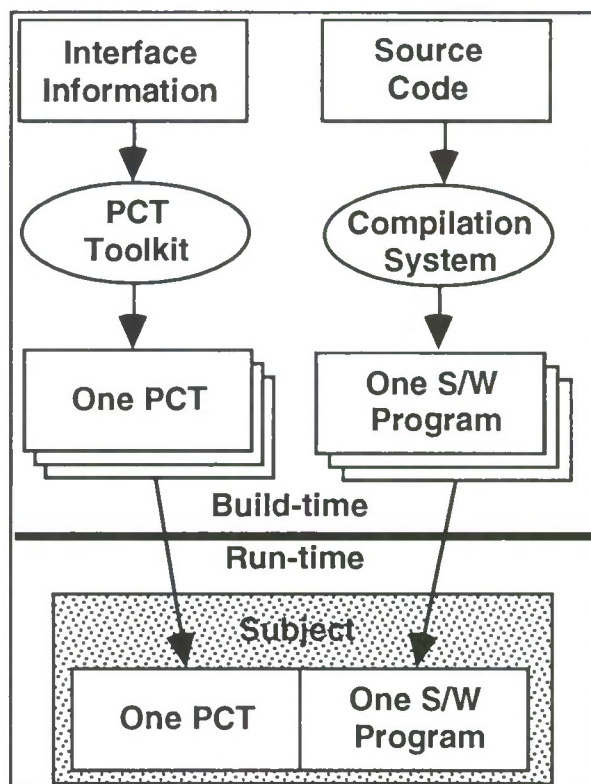 Interface
Information
Source
Code
PCT
Toolkit
Compilation
System
One PCT
One S/W
Program
Build-time
Run-time
Subject
One PCT
One S/W
Program